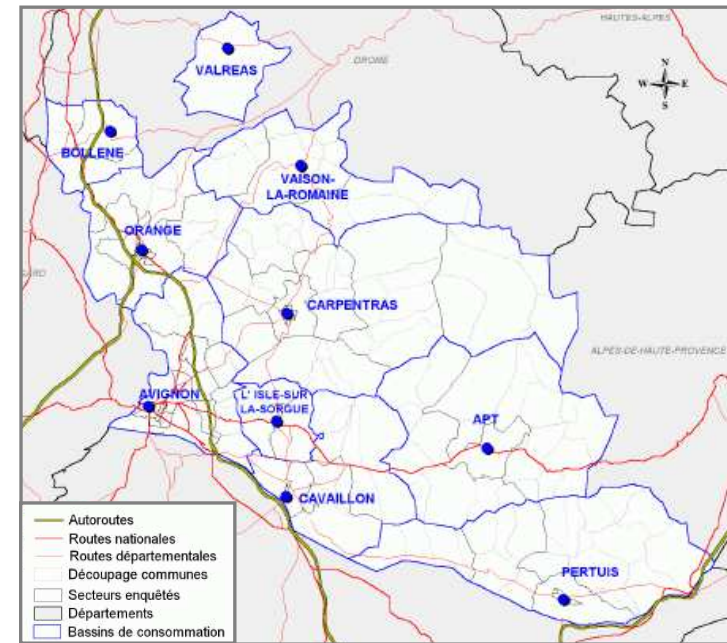 HAUTES-ALPES
DROME
N
W E
S
VALREAS
BOLLENE
VAISON-
LA-ROMAINE
ORANGE
GARD
CARPENTRAS
ALPES-DE-HAUTE-PROVENCE
AVIGNON
L' ISLE-SUR
LA-SORGUE
APT
CAVAILLON
PERTUIS
Autoroutes
Routes nationales
Routes départementales
Découpage communes
Secteurs enquêtés
Départements
Bassins de consommation